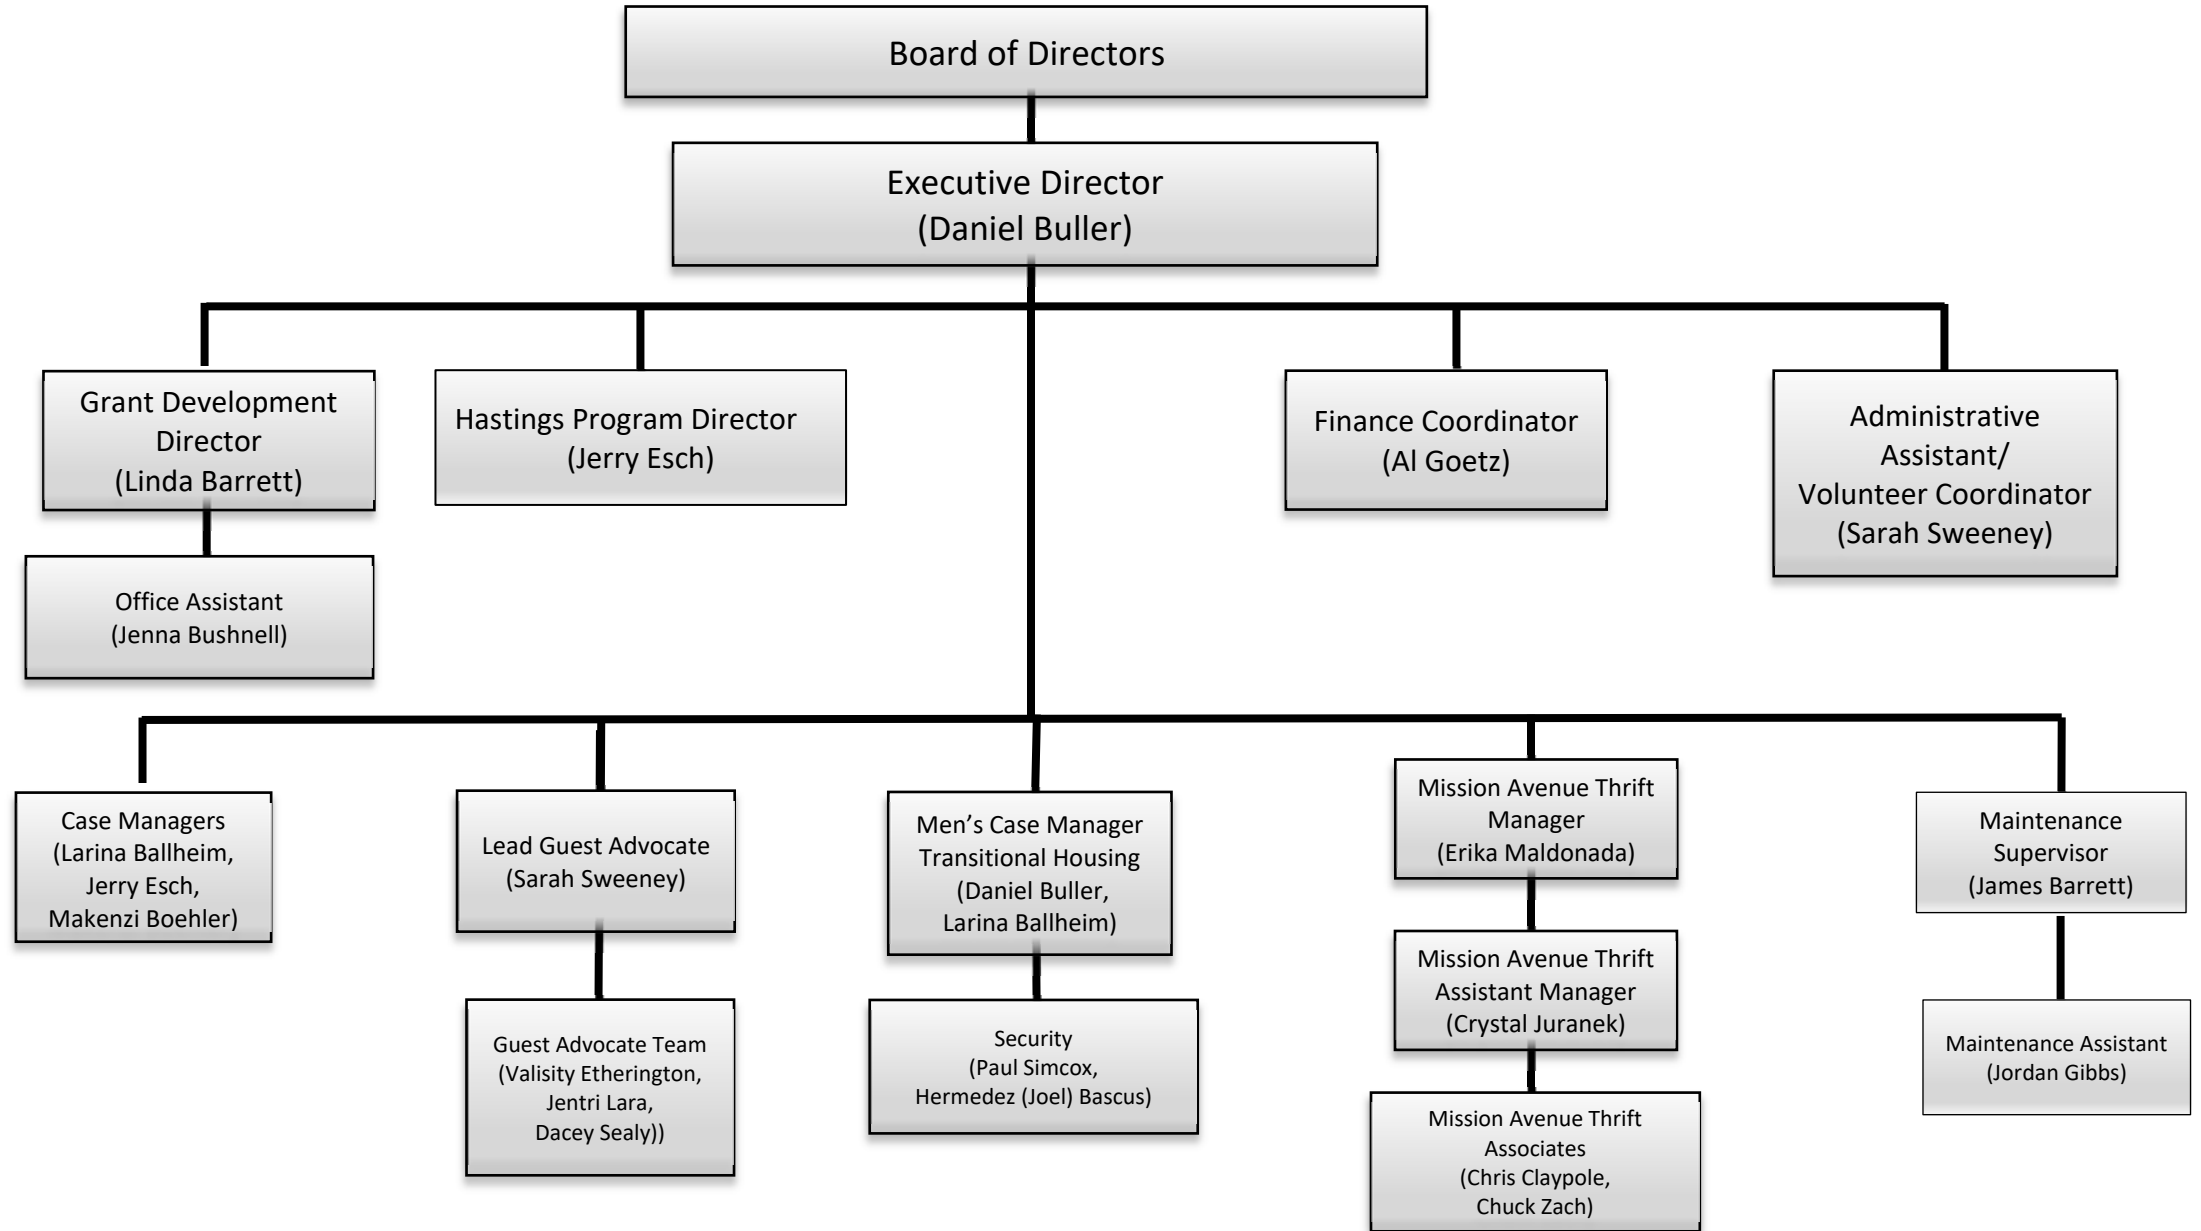 Board of Directors
Executive Director
(Daniel Buller)
Grant Development
Director
(Linda Barrett)
Hastings Program Director
(Jerry Esch)
Finance Coordinator
(Al Goetz)
Administrative
Assistant/
Volunteer Coordinator
(Sarah Sweeney)
Office Assistant
(Jenna Bushnell)
Case Managers
(Larina Ballheim,
Jerry Esch,
Makenzi Boehler)
Lead Guest Advocate
(Sarah Sweeney)
Men’s Case Manager
Transitional Housing
(Daniel Buller,
Larina Ballheim)
Mission Avenue Thrift
Manager
(Erika Maldonada)
Maintenance
Supervisor
(James Barrett)
Mission Avenue Thrift
Assistant Manager
(Crystal Juranek)
Guest Advocate Team
(Valisity Etherington,
Jentri Lara,
Dacey Sealy))
Security
(Paul Simcox,
Hermedez (Joel) Bascus)
Maintenance Assistant
(Jordan Gibbs)
Mission Avenue Thrift
Associates
(Chris Claypole,
Chuck Zach)